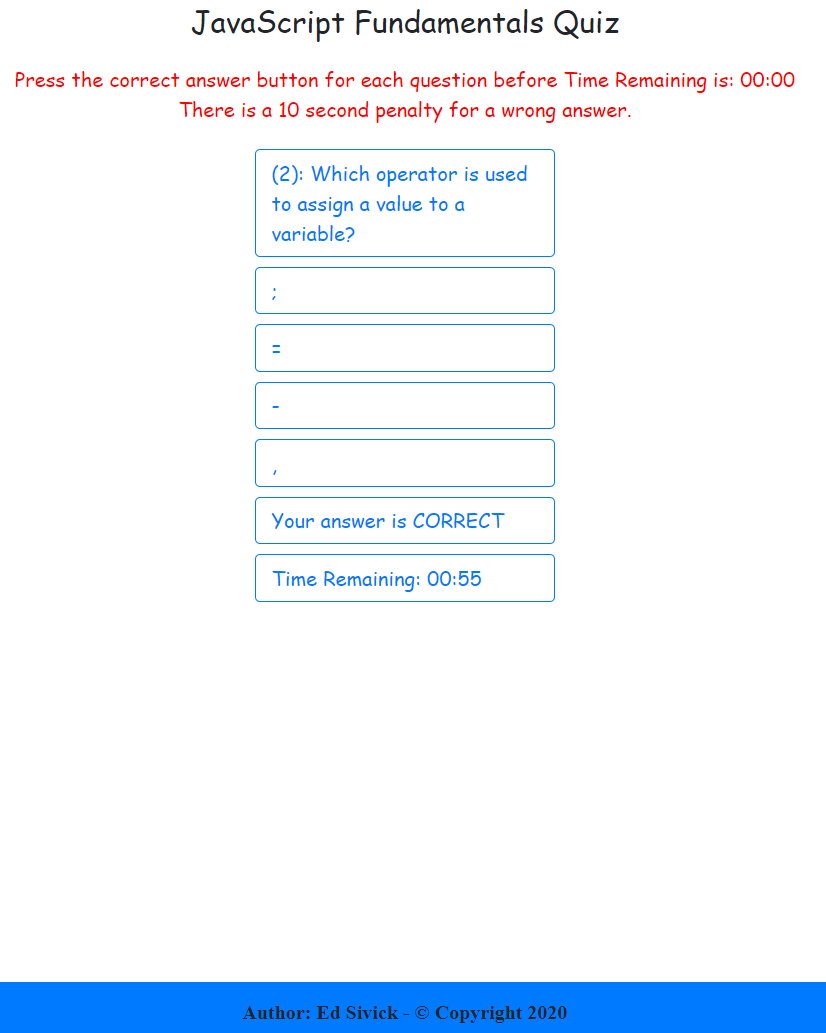 JavaScript Fundamentals Quiz
Press the correct answer button for each question before Time Remaining is: 00:00
There is a 10 second penalty for a wrong answer.
(2): Which operator is used
to assign a value to a
variable?
;
=
-
,
Your answer is CORRECT
Time Remaining: 00:55
Author: Ed Sivick - © Copyright 2020